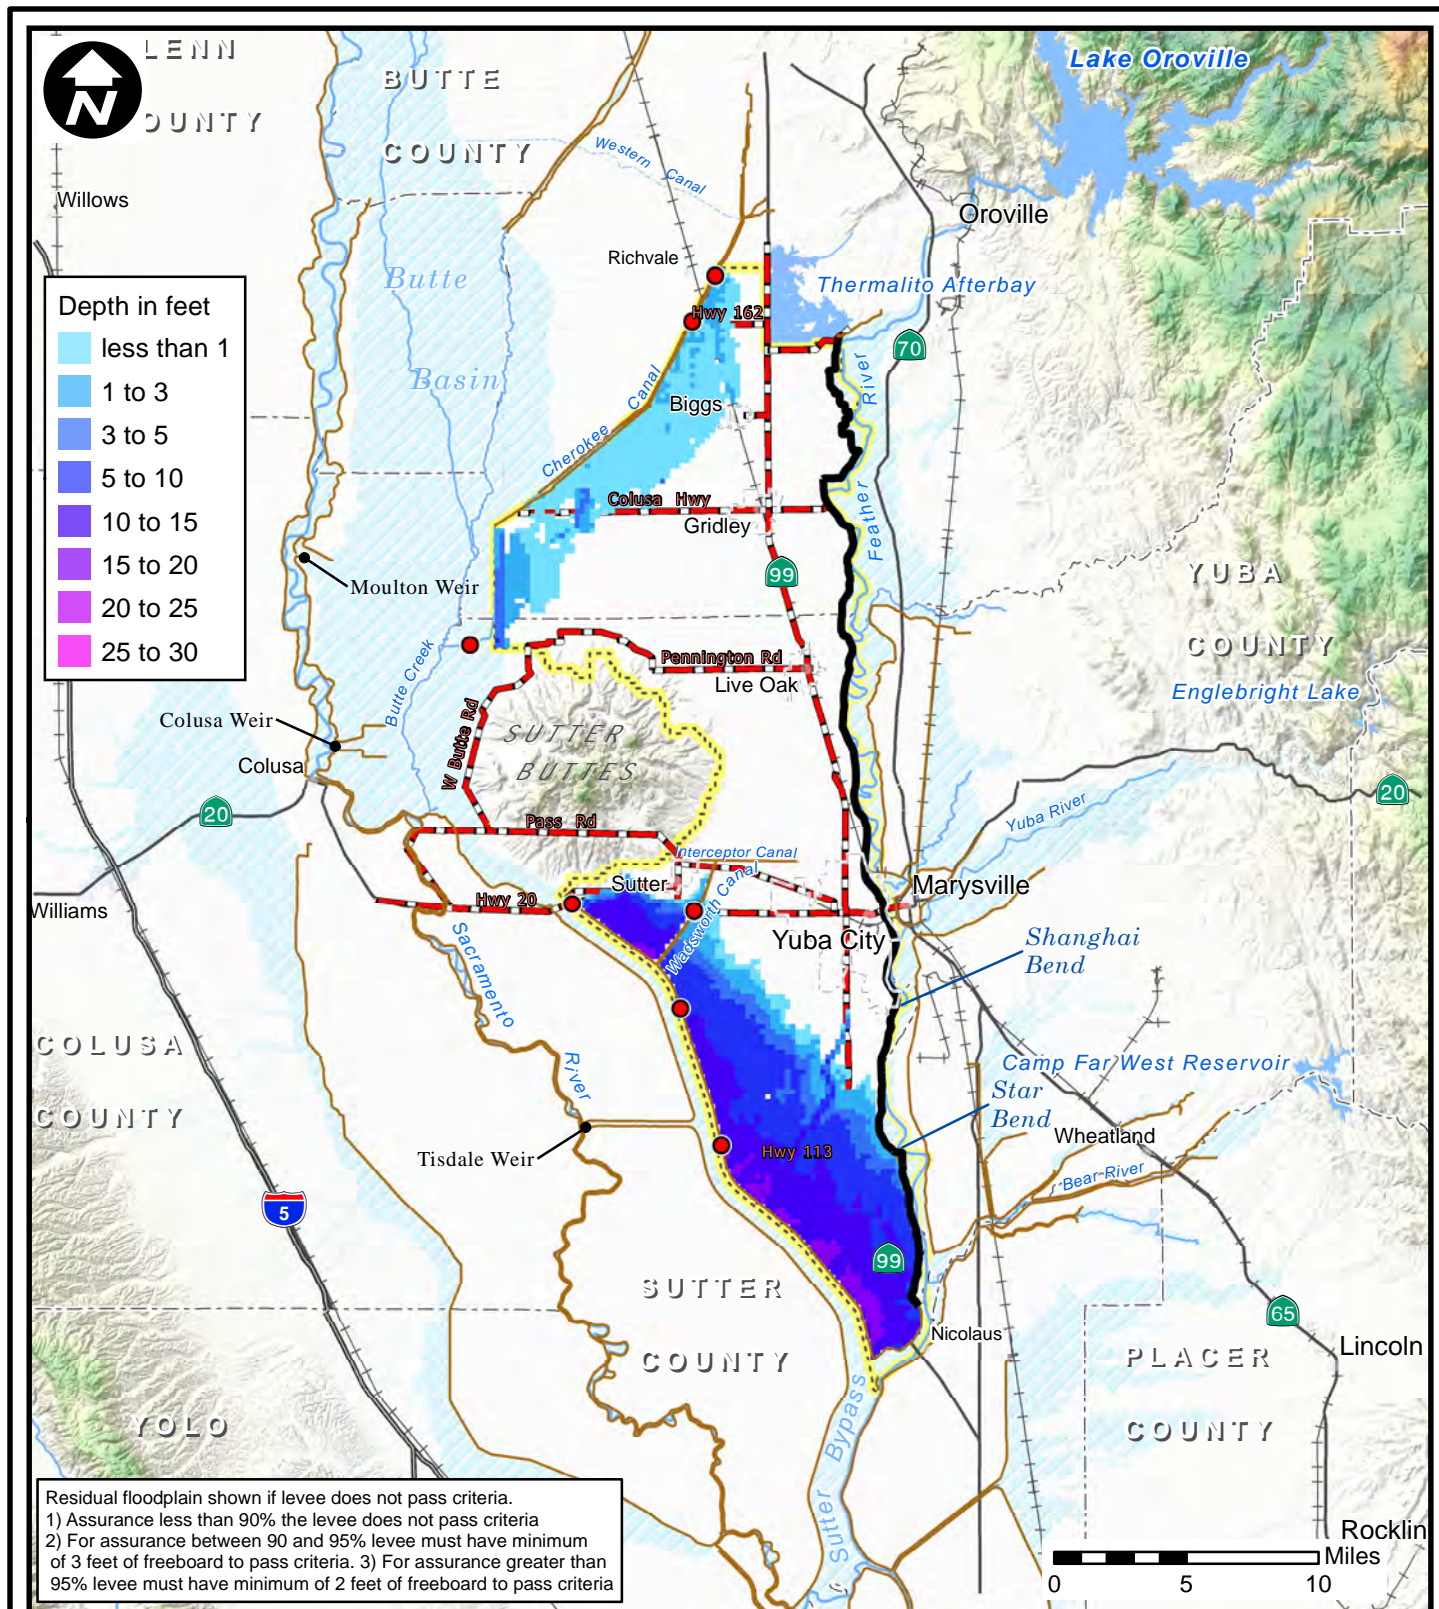 LENN
COUNTY
N
BUTTE
COUNTY
Lake Oroville
Western Canal
Willows
Oroville
Richvale
Butte
Basin
Thermalito Afterbay
Hwy 162
70
Depth in feet
less than 1
1 to 3
3 to 5
5 to 10
10 to 15
15 to 20
20 to 25
25 to 30
Cherokee Canal
Biggs
Feather River
Colusa Hwy
Gridley
99
Moulton Weir
YUBA
COUNTY
Butte Creek
Pennington Rd
Live Oak
Englebright Lake
Colusa Weir
Colusa
W Butte Rd
SUTTER
BUTTES
20
20
Pass Rd
Yuba River
Interceptor Canal
Sutter
Wadsworth Canal
Marysville
Williams
Hwy 20
Yuba City
Shanghai
Bend
Sacramento River
COLUSA
COUNTY
Camp Far West Reservoir
Star
Bend
Wheatland
Tisdale Weir
Hwy 113
Bear River
5
99
SUTTER
COUNTY
Nicolaus
65
Lincoln
PLACER
COUNTY
YOLO
Sutter Bypass
Residual floodplain shown if levee does not pass criteria.
1) Assurance less than 90% the levee does not pass criteria
2) For assurance between 90 and 95% levee must have minimum
of 3 feet of freeboard to pass criteria. 3) For assurance greater than
95% levee must have minimum of 2 feet of freeboard to pass criteria
Rocklin
Miles
0 5 10